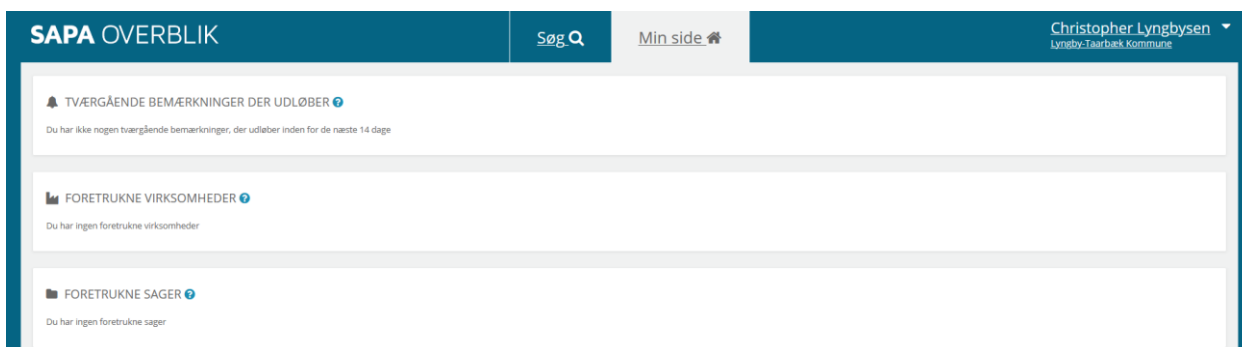 SAPA OVERBLIK
Søg
Min side
Christopher Lyngbysen
Lyngby-Taarbæk Kommune
TVÆRGÅENDE BEMÆRKNINGER DER UDLØBER ?
Du har ikke nogen tværgående bemærkninger, der udløber inden for de næste 14 dage
FORETRUKNE VIRKSOMHEDER ?
Du har ingen foretrukne virksomheder
FORETRUKNE SAGER ?
Du har ingen foretrukne sager